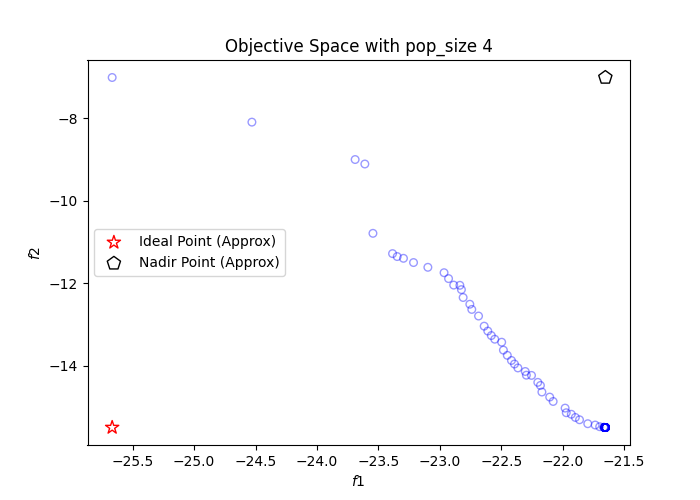 Objective Space with pop_size 4
−8
−10
−12
−14
f2
Ideal Point (Approx)
Nadir Point (Approx)
−25.5 −25.0 −24.5 −24.0 −23.5 −23.0 −22.5 −22.0 −21.5
f1